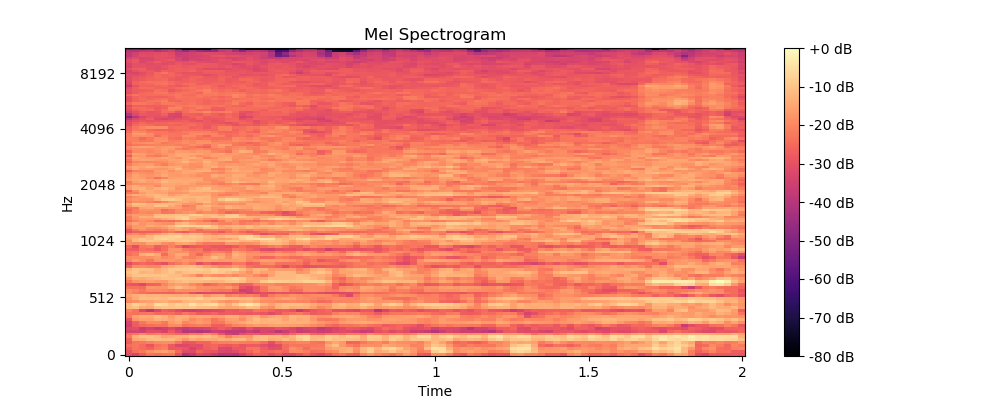 Mel Spectrogram
Hz
8192
4096
2048
1024
512
0
0
0.5
1
1.5
2
Time
+0 dB
-10 dB
-20 dB
-30 dB
-40 dB
-50 dB
-60 dB
-70 dB
-80 dB